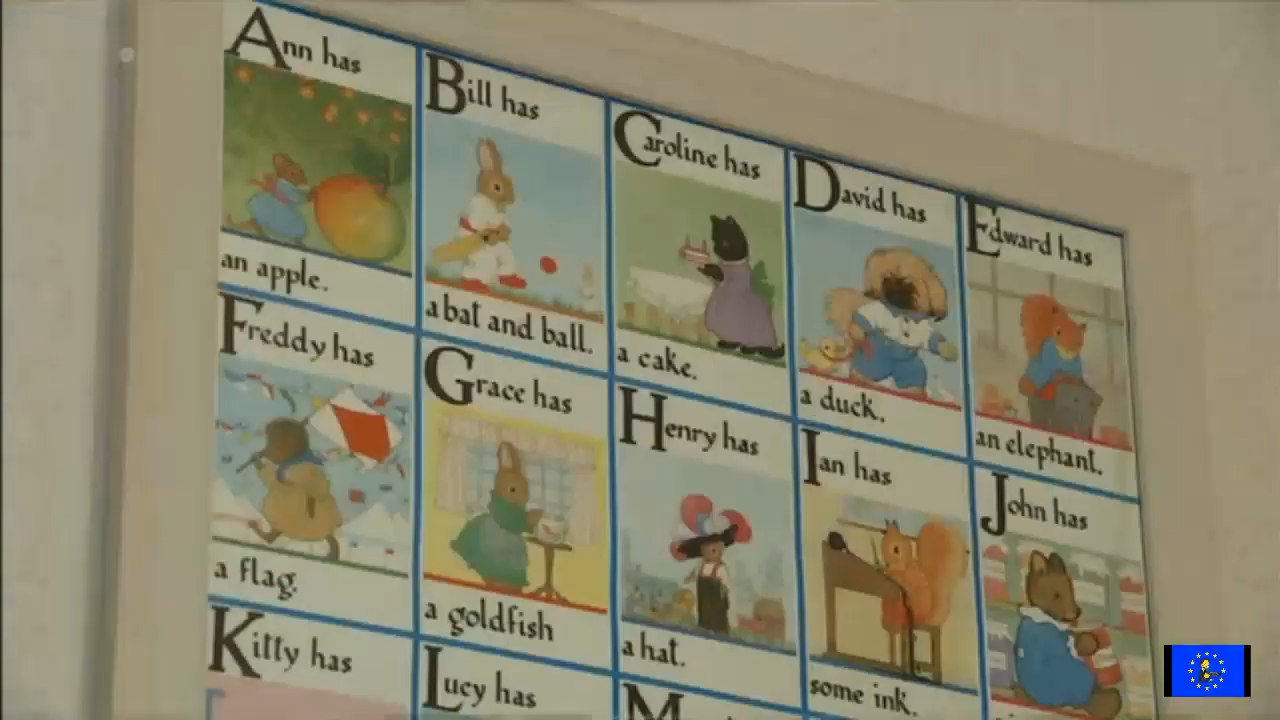 Ann has
an apple.
Bill has
a bat and ball.
Caroline has
a cake.
David has
a duck.
Edward has
an elephant.
Freddy has
a flag.
Grace has
a goldfish
Henry has
a hat.
Ian has
some ink.
John has
Kitty has
Lucy has